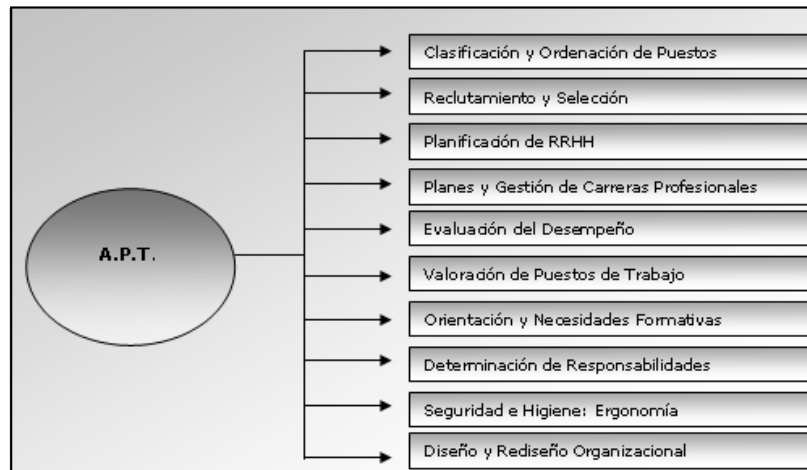 A.P.T.
Clasificación y Ordenación de Puestos
Reclutamiento y Selección
Planificación de RRHH
Planes y Gestión de Carreras Profesionales
Evaluación del Desempeño
Valoración de Puestos de Trabajo
Orientación y Necesidades Formativas
Determinación de Responsabilidades
Seguridad e Higiene: Ergonomía
Diseño y Rediseño Organizacional